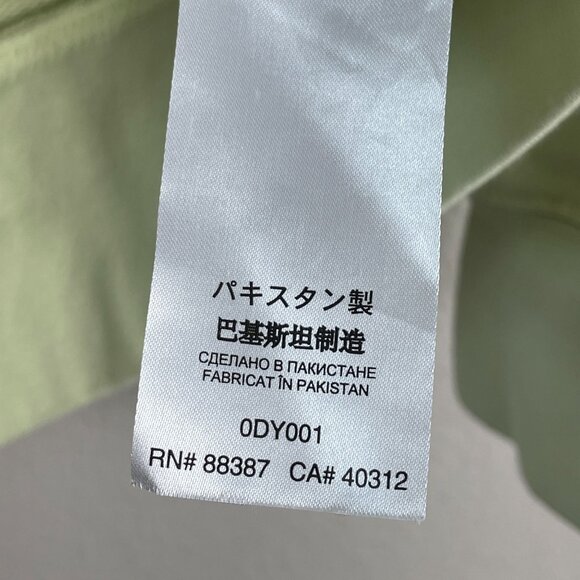 パキスタン製
巴基斯坦制造
СДЕЛАНО В ПАКИСТАНЕ
FABRICAT ÎN PAKISTAN
0DY001
RN# 88387 CA# 40312